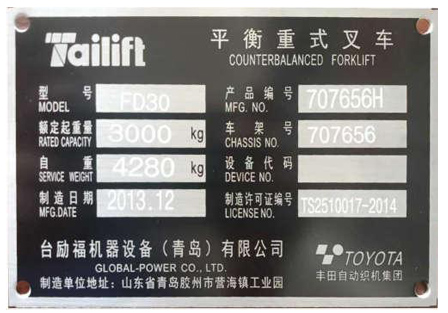 Tailift 平衡重式叉车
COUNTERBALANCED FORKLIFT
型号 FD30 产品编号 707656H
MODEL MFG. NO.
额定起重量 3000 kg 车架号 707656
RATED CAPACITY CHASSIS NO.
自重 4280 kg 设备代码
SERVICE WEIGHT DEVICE NO.
制造日期 2013.12 制造许可证编号 TS2510017-2014
MFG.DATE LICENSE NO.
台励福机器设备（青岛）有限公司 TOYOTA
GLOBAL-POWER CO., LTD. 丰田自动织机集团
制造单位地址：山东省青岛胶州市营海镇工业园